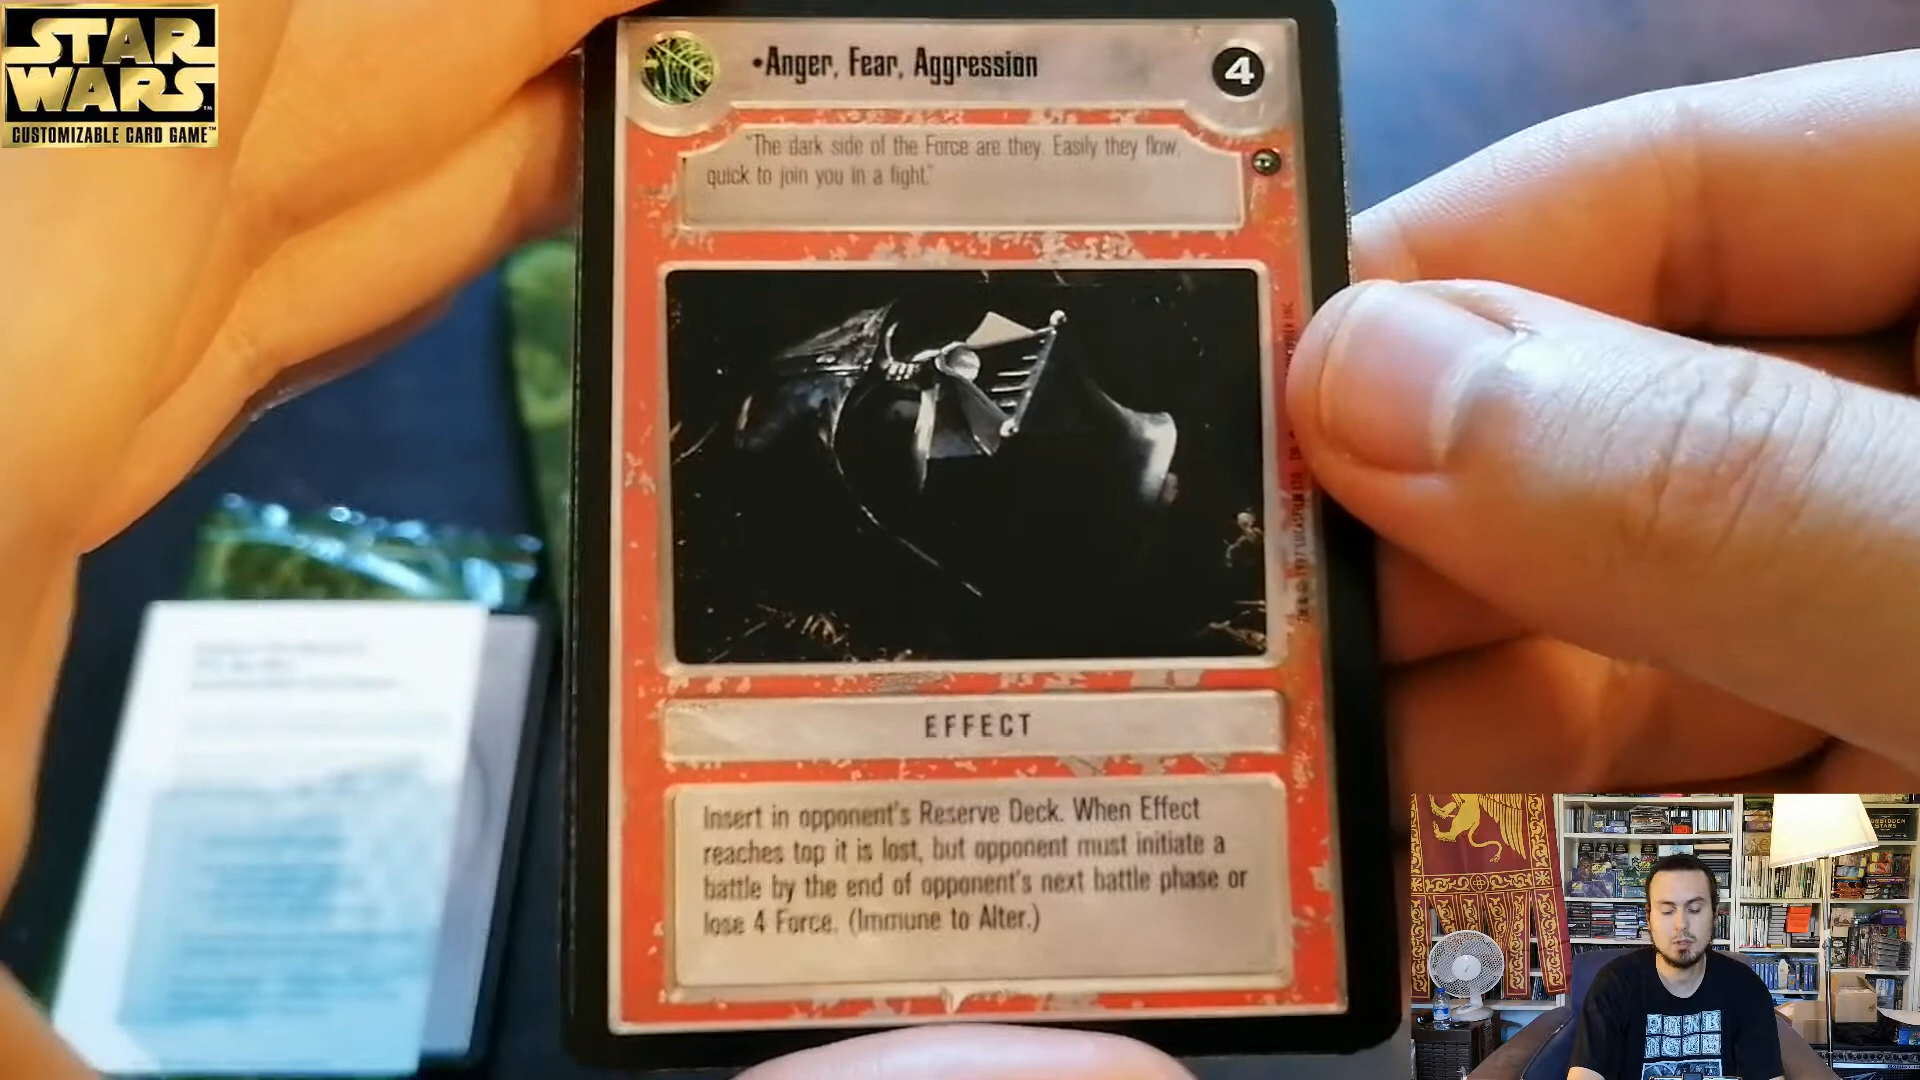 STAR
WARS
CUSTOMIZABLE CARD GAME™
•Anger, Fear, Aggression
4
"The dark side of the Force are they. Easily they flow,
quick to join you in a fight."
EFFECT
Insert in opponent's Reserve Deck. When Effect
reaches top it is lost, but opponent must initiate a
battle by the end of opponent's next battle phase or
lose 4 Force. (Immune to Alter.)
FORBIDDEN
STARS